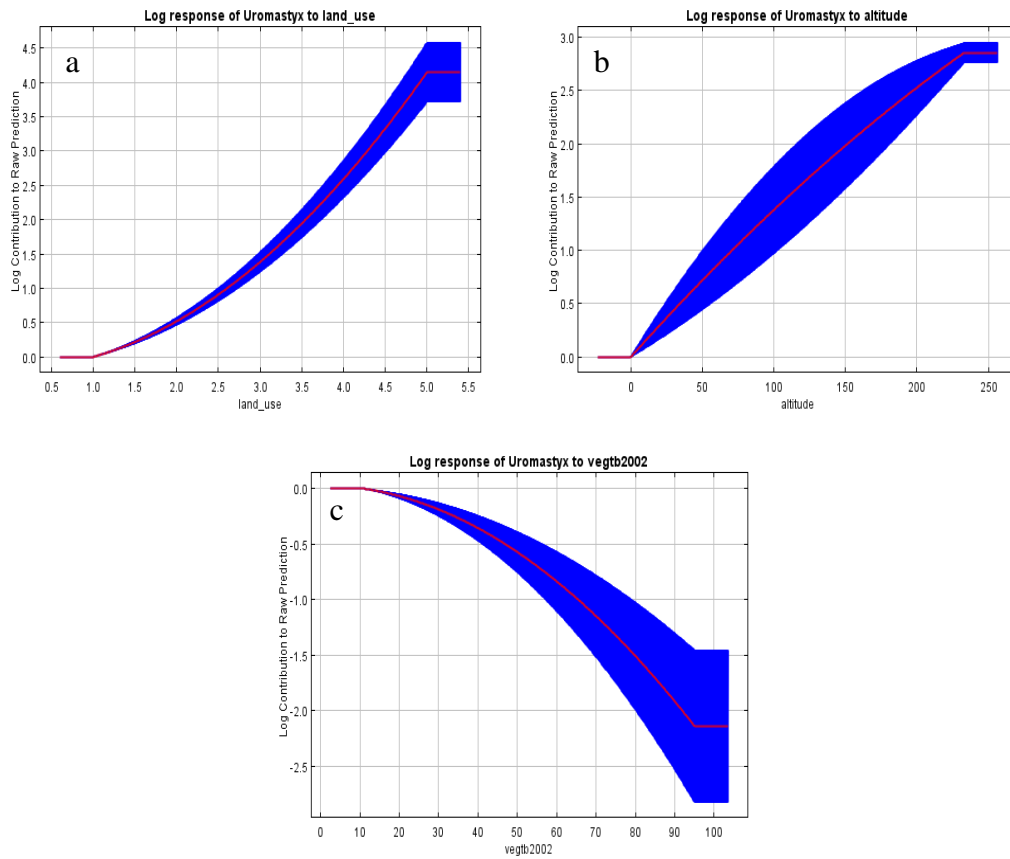 Log response of Uromastyx to land_use
a
Log Contribution to Raw Prediction
4.5
4.0
3.5
3.0
2.5
2.0
1.5
1.0
0.5
0.0
0.5 1.0 1.5 2.0 2.5 3.0 3.5 4.0 4.5 5.0 5.5
land_use
Log response of Uromastyx to altitude
b
Log Contribution to Raw Prediction
3.0
2.5
2.0
1.5
1.0
0.5
0.0
0 50 100 150 200 250
altitude
Log response of Uromastyx to vegtb2002
c
Log Contribution to Raw Prediction
0.0
-0.5
-1.0
-1.5
-2.0
-2.5
0 10 20 30 40 50 60 70 80 90 100
vegtb2002